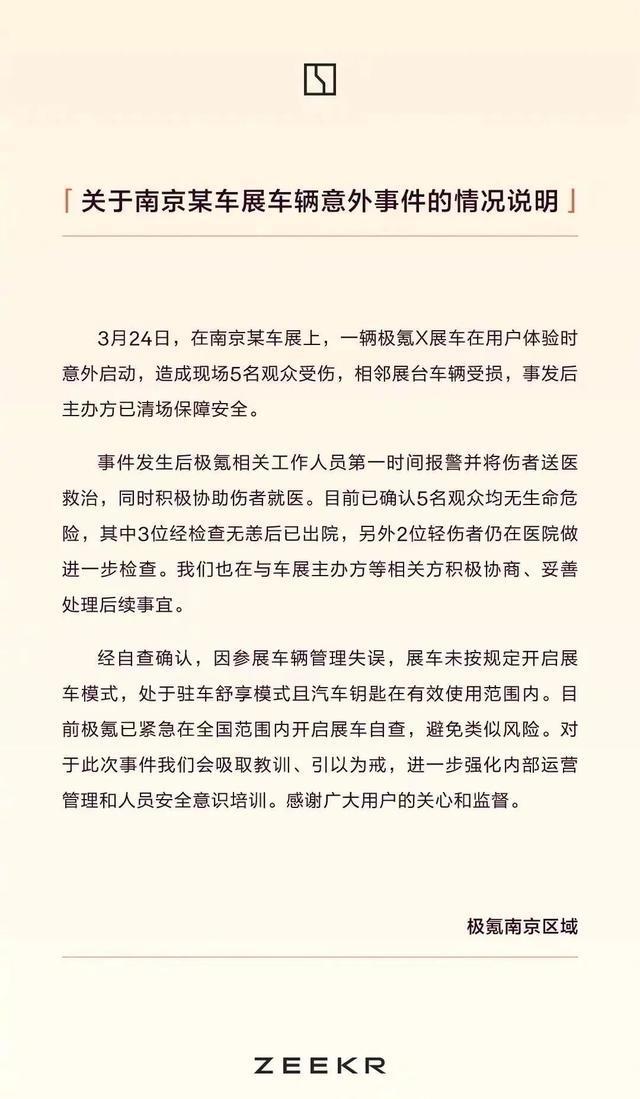 「关于南京某车展车辆意外事件的情况说明」
3月24日，在南京某车展上，一辆极氪X展车在用户体验时
意外启动，造成现场5名观众受伤，相邻展台车辆受损，事发后
主办方已清场保障安全。
事件发生后极氪相关工作人员第一时间报警并将伤者送医
救治，同时积极协助伤者就医。目前已确认5名观众均无生命危
险，其中3位经检查无恙后已出院，另外2位轻伤者仍在医院做
进一步检查。我们也在与车展主办方等相关方积极协商、妥善
处理后续事宜。
经自查确认，因参展车辆管理失误，展车未按规定开启展
车模式，处于驻车舒享模式且汽车钥匙在有效使用范围内。目
前极氪已紧急在全国范围内开启展车自查，避免类似风险。对
于此次事件我们会吸取教训、引以为戒，进一步强化内部运营
管理和人员安全意识培训。感谢广大用户的关心和监督。
极氪南京区域
ZEEKR